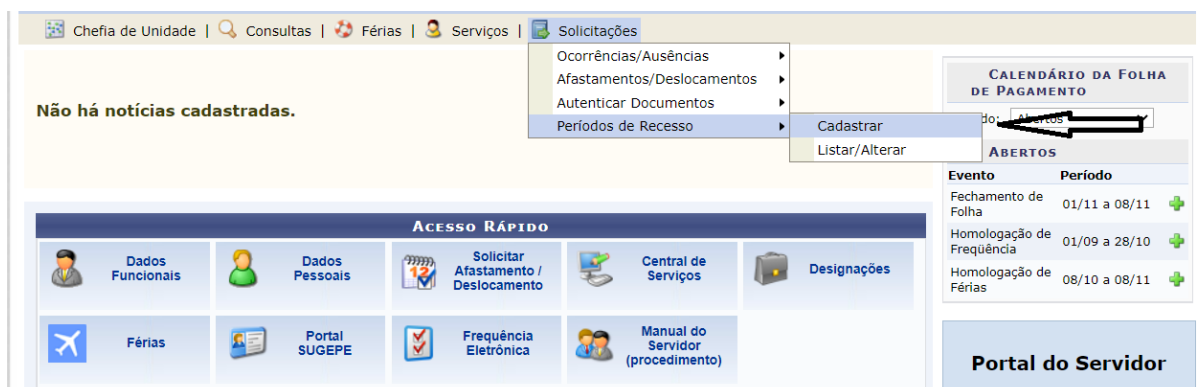 Chefia de Unidade | Consultas | Férias | Serviços | Solicitações
Ocorrências/Ausências
Afastamentos/Deslocamentos
Autenticar Documentos
Períodos de Recesso
Cadastrar
Listar/Alterar
Não há notícias cadastradas.
CALENDÁRIO DA FOLHA
DE PAGAMENTO
do: Abertos
ABERTOS
Evento Período
Fechamento de
Folha
01/11 a 08/11
Homologação de
Freqüência
01/09 a 28/10
Homologação de
Férias
08/10 a 08/11
ACESSO RÁPIDO
Dados
Funcionais
Dados
Pessoais
12
Solicitar
Afastamento /
Deslocamento
Central de
Serviços
Designações
Férias
Portal
SUGEPE
Frequência
Eletrônica
Manual do
Servidor
(procedimento)
Portal do Servidor